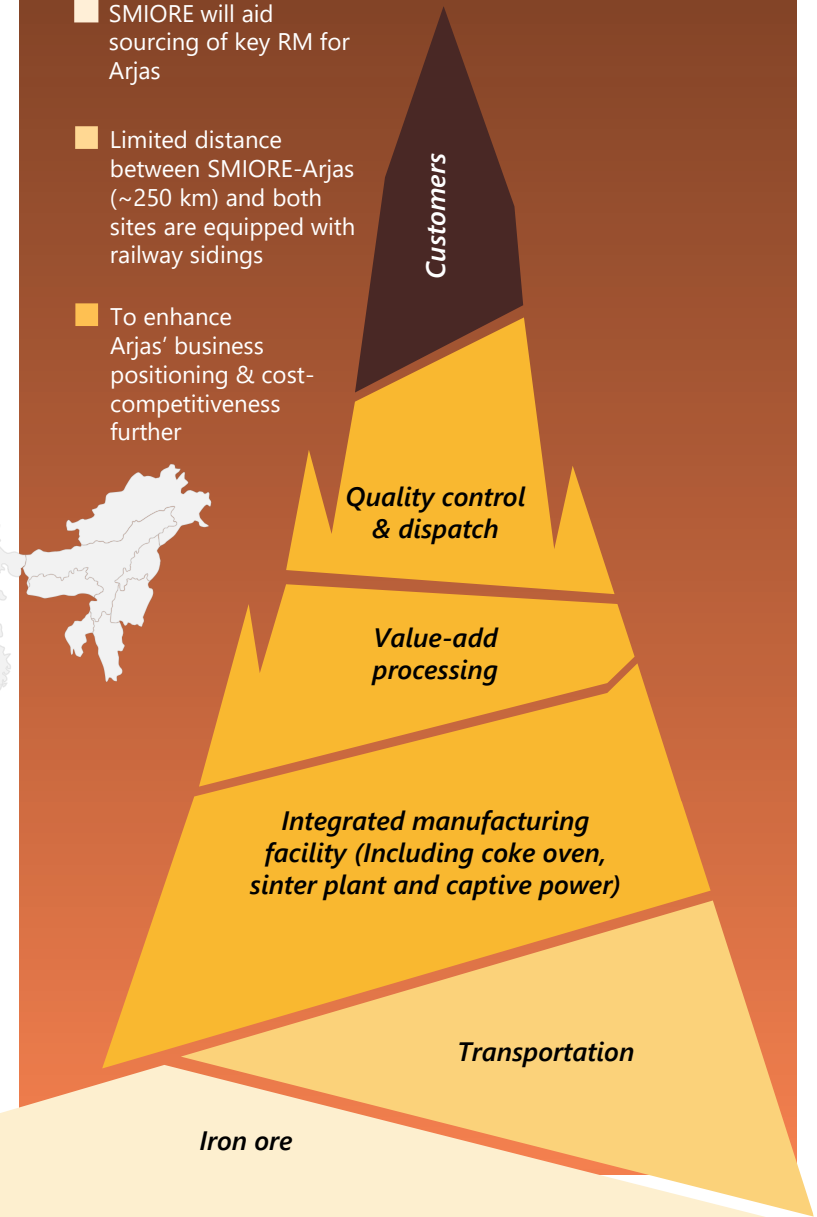 SMIORE will aid
sourcing of key RM for
Arjas
Limited distance
between SMIORE-Arjas
(~250 km) and both
sites are equipped with
railway sidings
To enhance
Arjas’ business
positioning & cost-
competitiveness
further
Customers
Quality control
& dispatch
Value-add
processing
Integrated manufacturing
facility (Including coke oven,
sinter plant and captive power)
Transportation
Iron ore